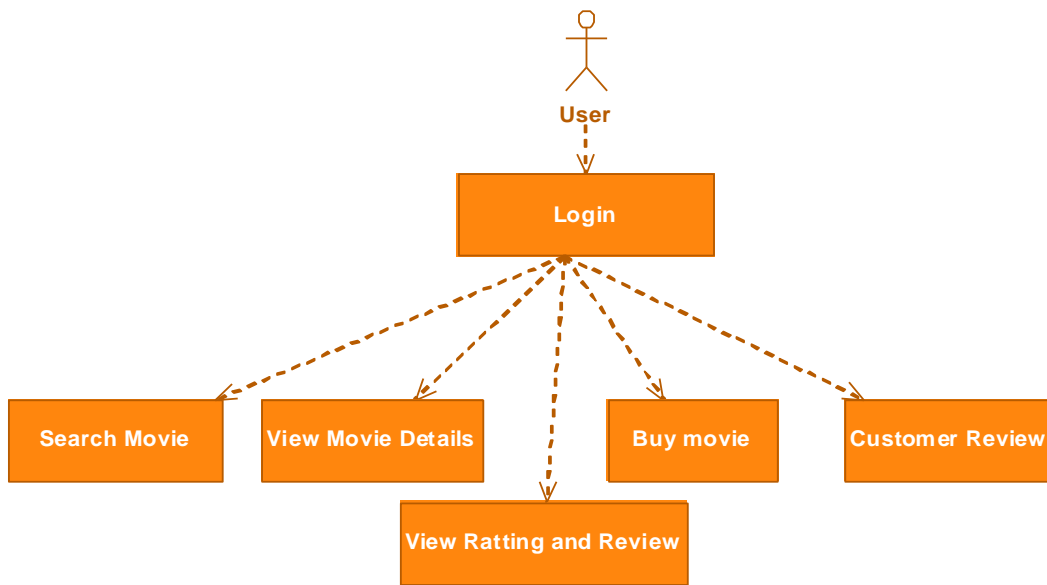 User
Login
Search Movie
View Movie Details
Buy movie
Customer Review
View Ratting and Review